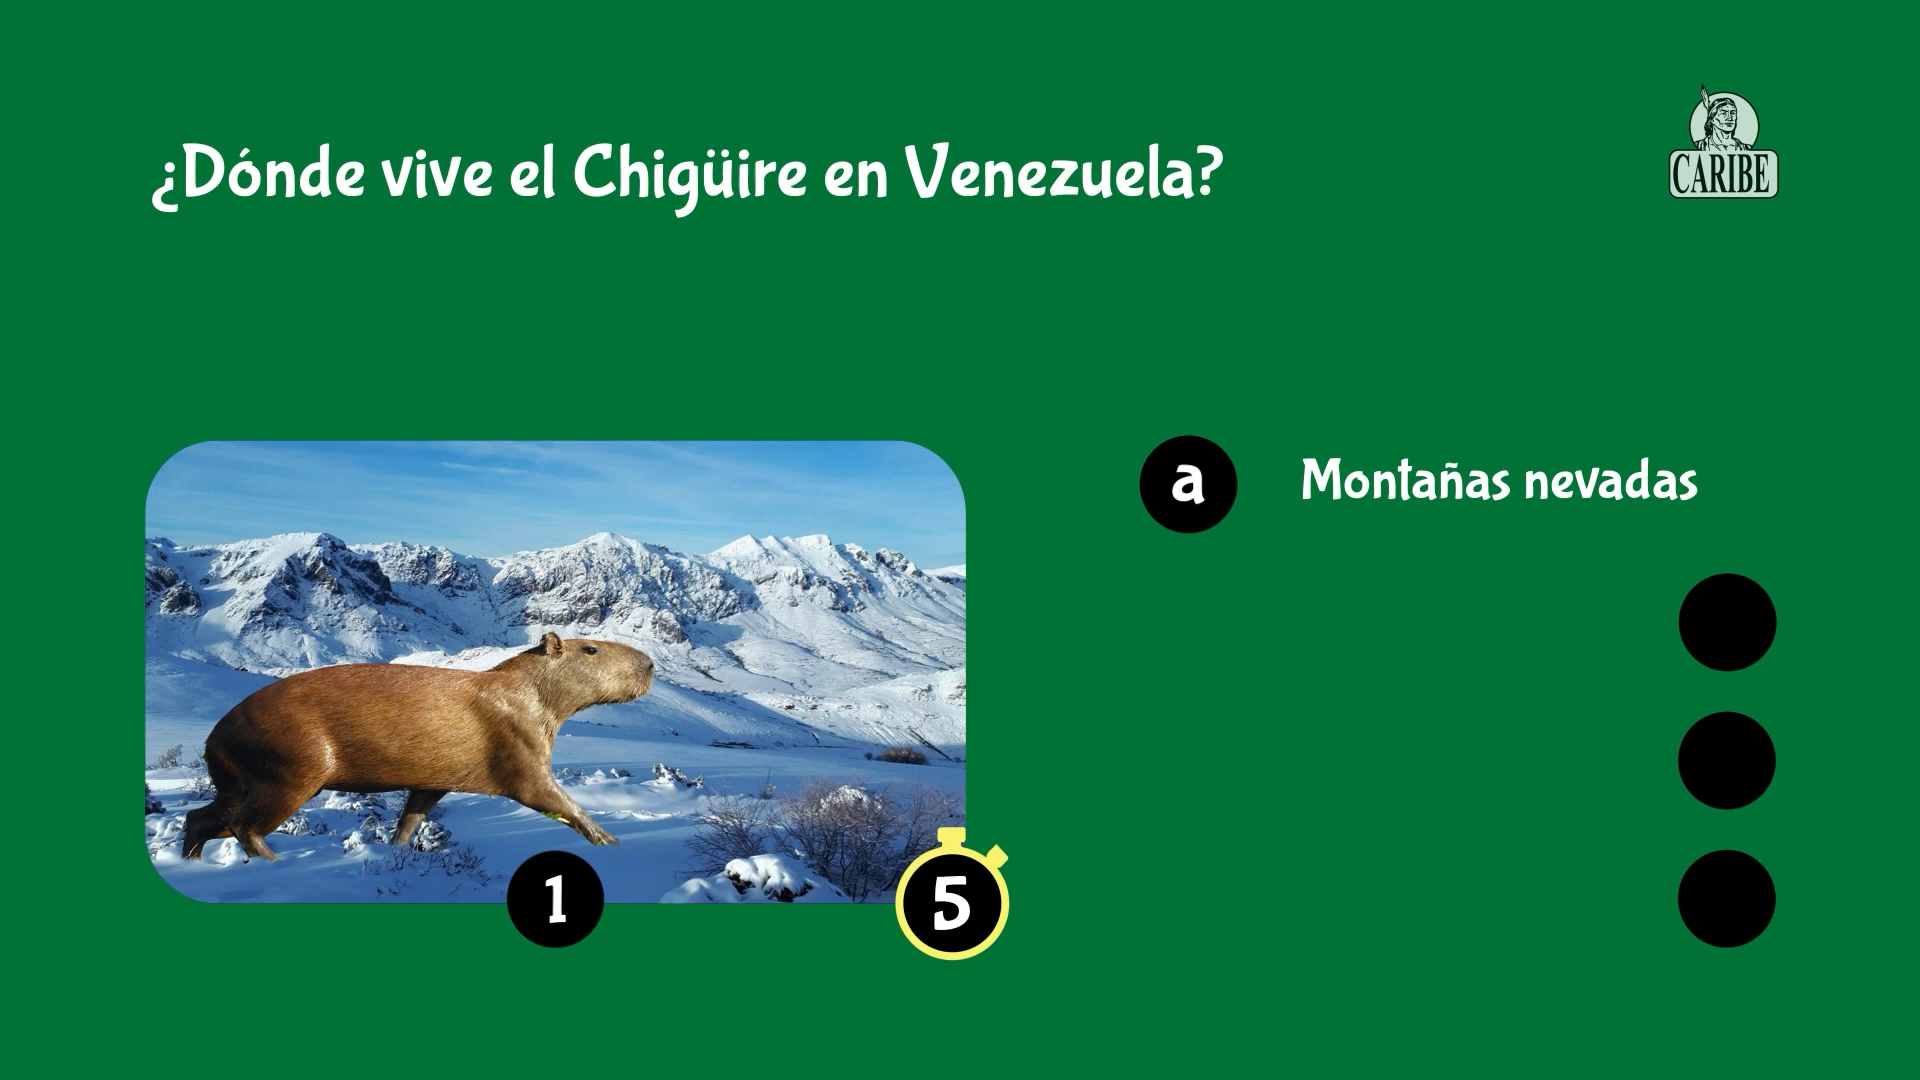 ¿Dónde vive el Chigüire en Venezuela?
CARIBE
a
Montañas nevadas
1
5